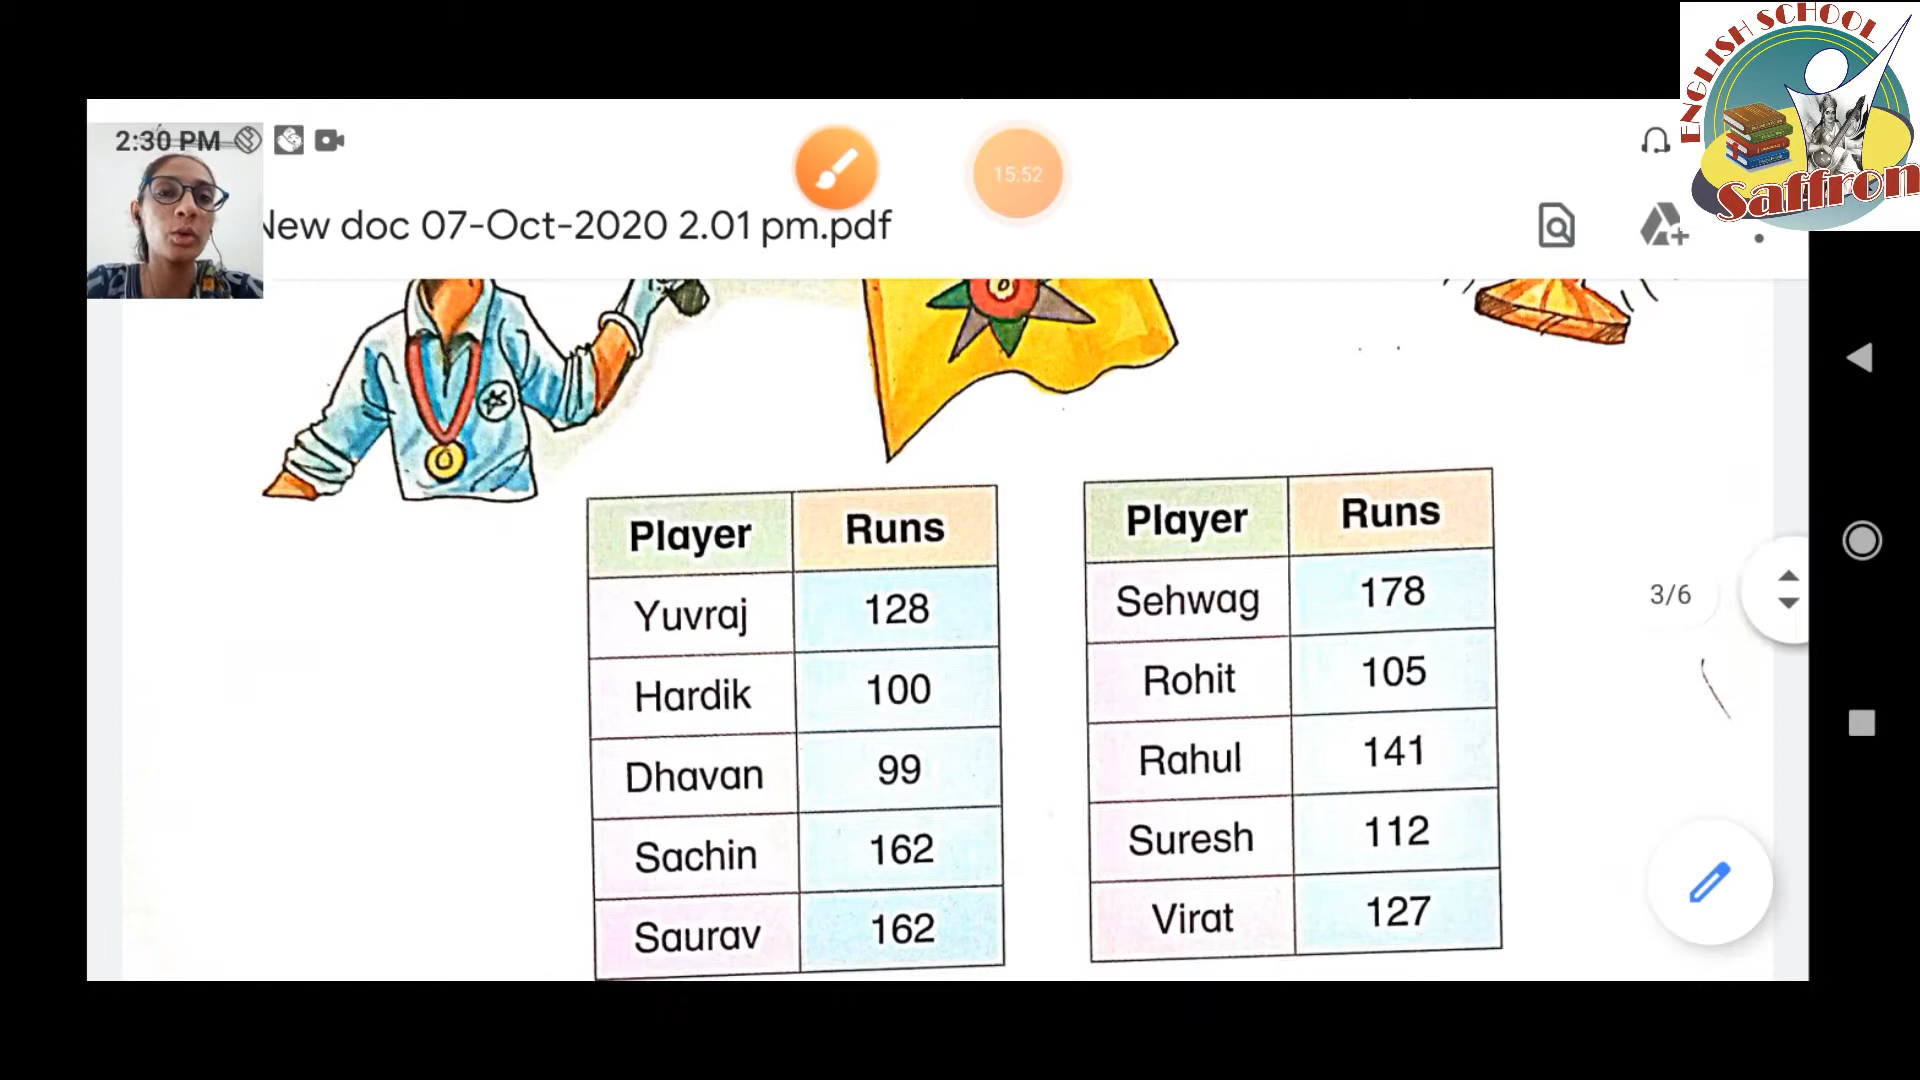 ENGLISH SCHOOL
Saffron
2:30 PM
15:52
New doc 07-Oct-2020 2.01 pm.pdf
Player Runs
Yuvraj 128
Hardik 100
Dhavan 99
Sachin 162
Saurav 162
Player Runs
Sehwag 178
Rohit 105
Rahul 141
Suresh 112
Virat 127
3/6